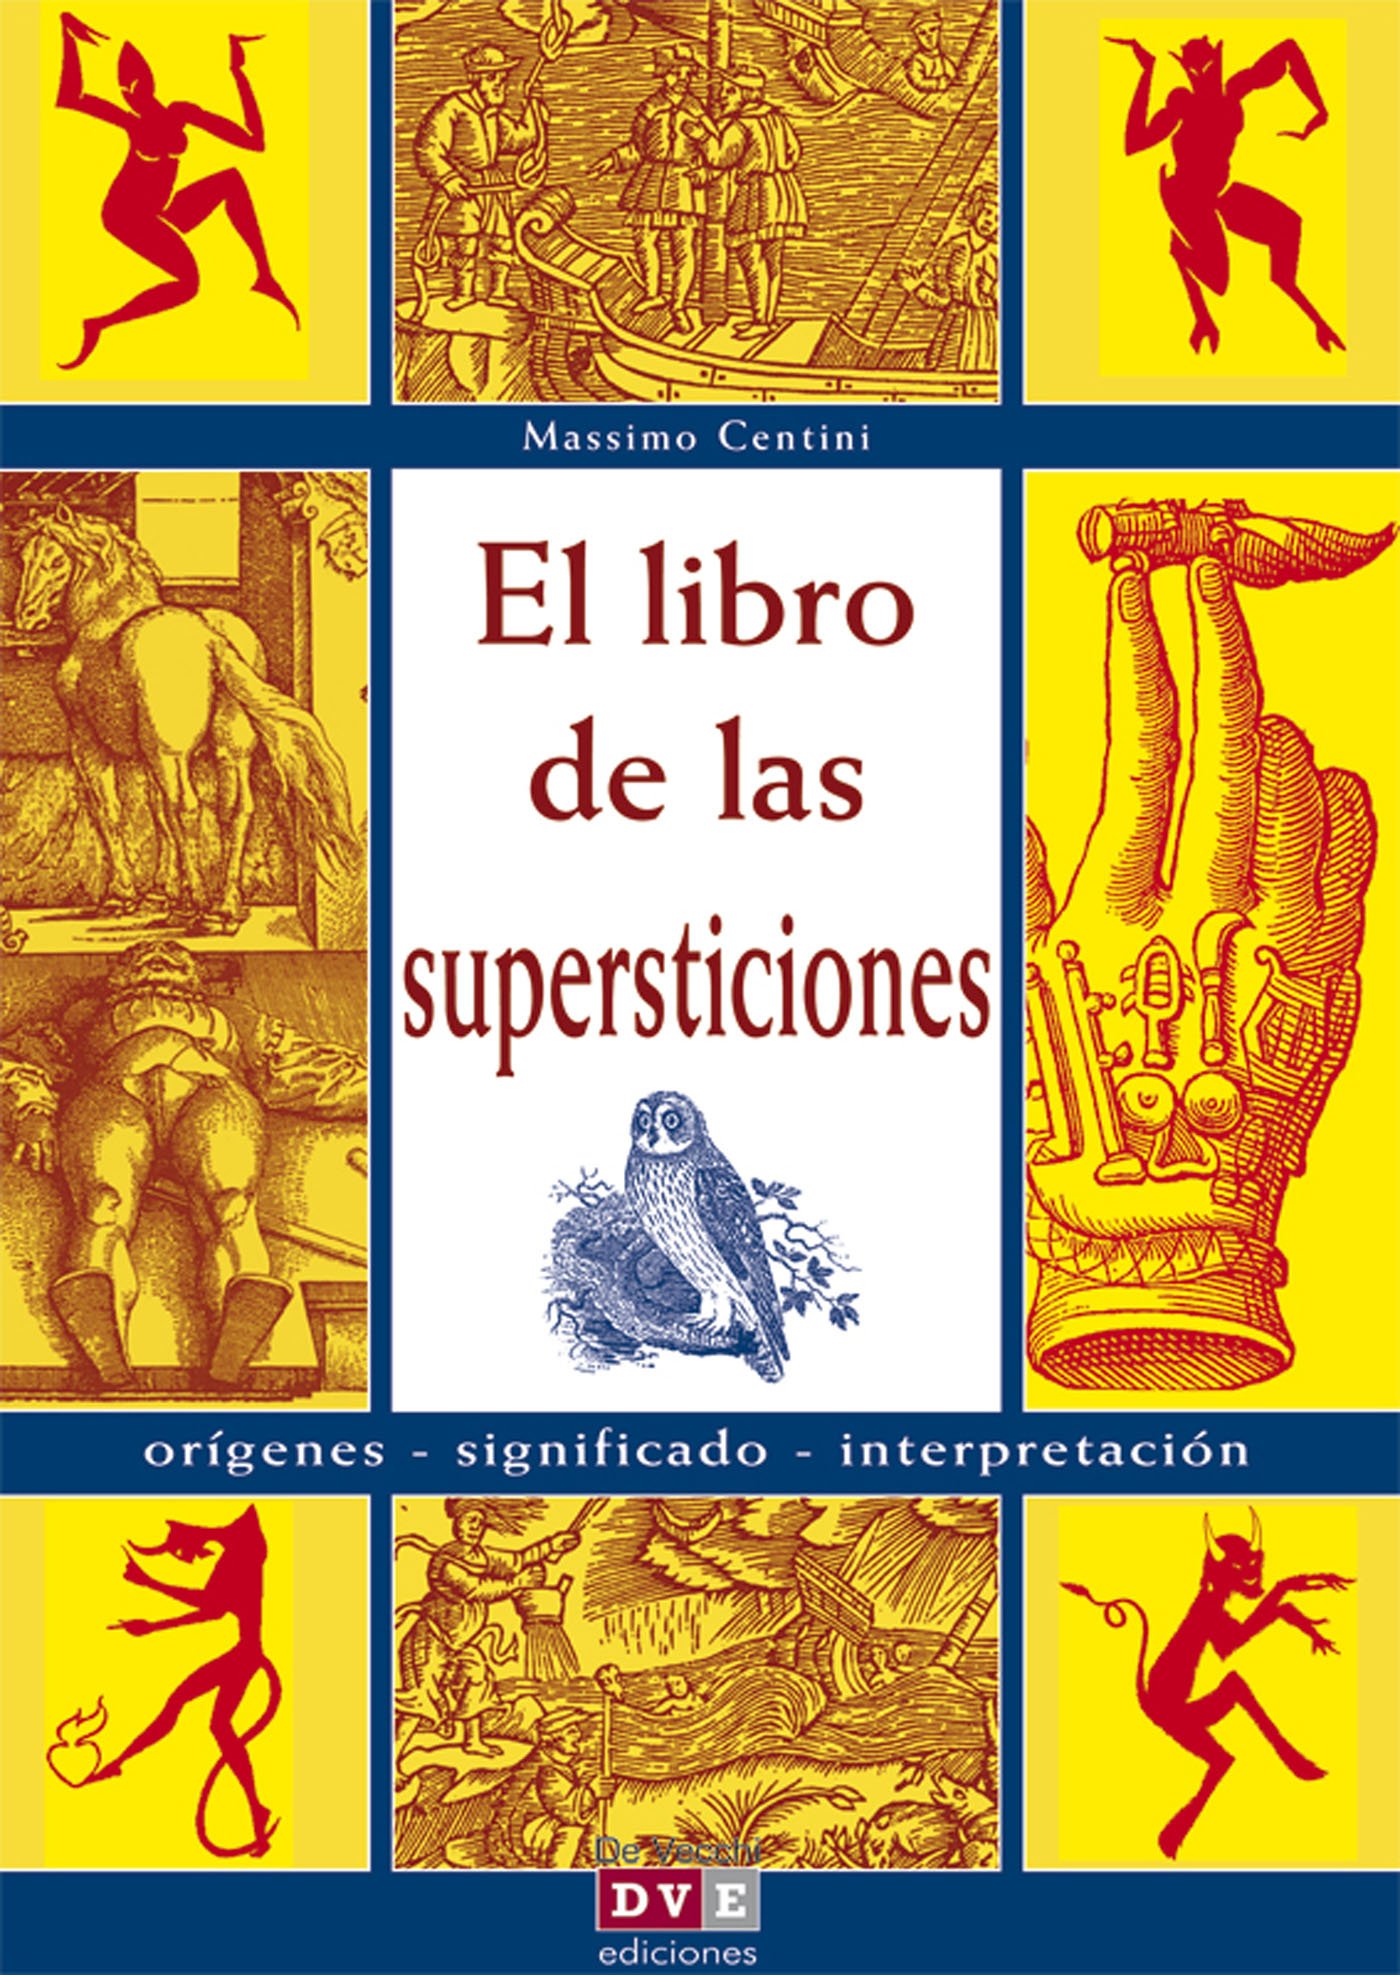 Massimo Centini
El libro
de las
supersticiones
orígenes - significado - interpretación
De Vecchi
DVE
ediciones